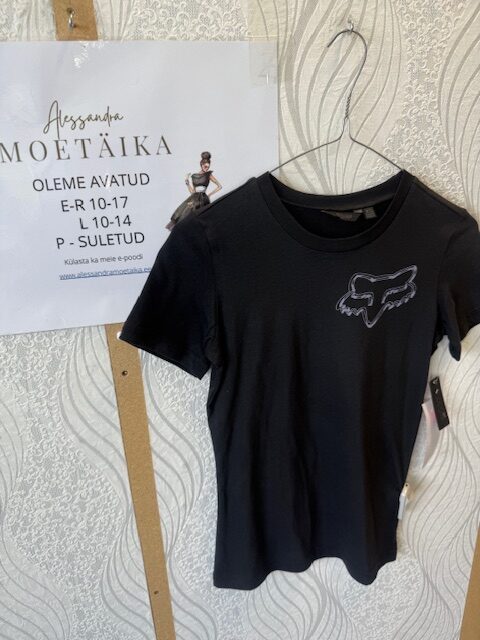 Alessandra
MOETÄIKA
OLEME AVATUD
E-R 10-17
L 10-14
P - SULETUD
Külasta ka meie e-poodi
www.alessandramoetaika.ee